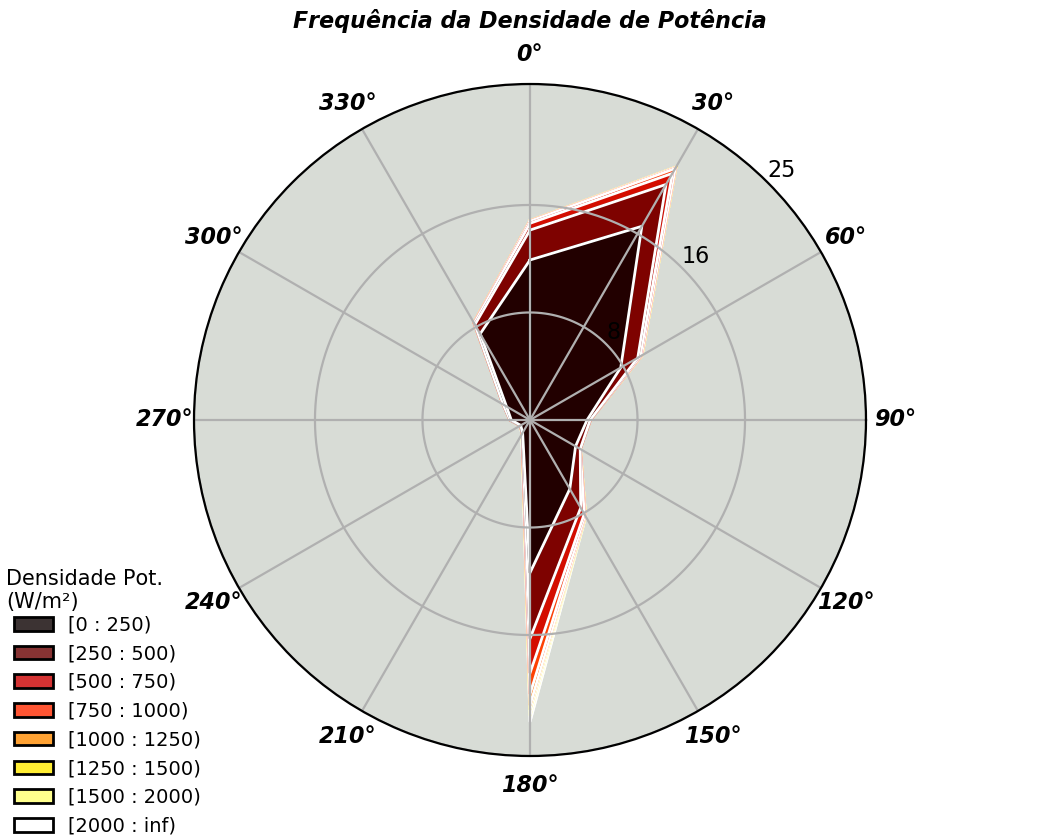 Frequência da Densidade de Potência
0°
330°
30°
25
300°
60°
16
8
270°
90°
240°
120°
210°
150°
180°
Densidade Pot.
(W/m²)
[0 : 250)
[250 : 500)
[500 : 750)
[750 : 1000)
[1000 : 1250)
[1250 : 1500)
[1500 : 2000)
[2000 : inf)